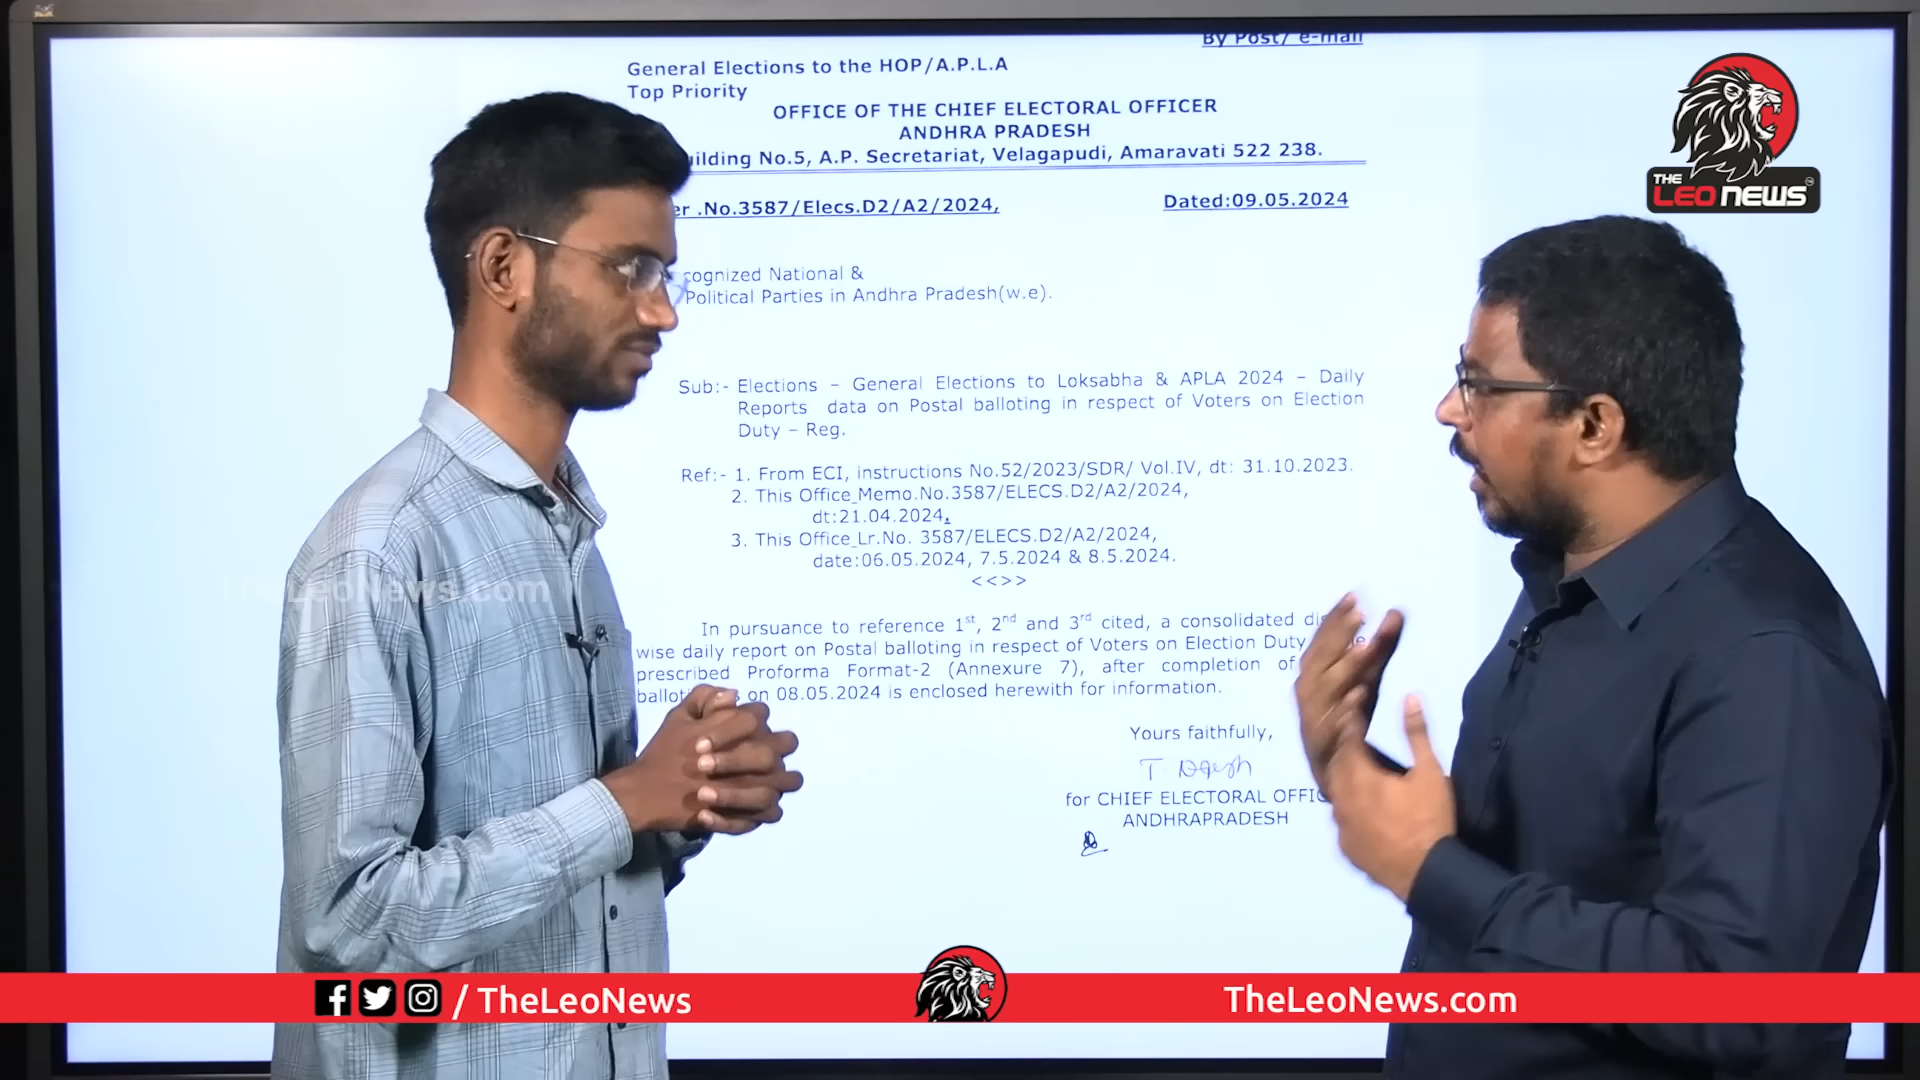 By Post/ e-mail
General Elections to the HOP/A.P.L.A
Top Priority
OFFICE OF THE CHIEF ELECTORAL OFFICER
ANDHRA PRADESH
No.5, A.P. Secretariat, Velagapudi, Amaravati 522 238.
.No.3587/Elecs.D2/A2/2024, Dated:09.05.2024
National &
Political Parties in Andhra Pradesh(w.e).
Sub:- Elections – General Elections to Loksabha & APLA 2024 – Daily
Reports data on Postal balloting in respect of Voters on Election
Duty – Reg.
Ref:- 1. From ECI, instructions No.52/2023/SDR/ Vol.IV, dt: 31.10.2023.
2. This Office Memo.No.3587/ELECS.D2/A2/2024,
dt:21.04.2024.
3. This Office Lr.No. 3587/ELECS.D2/A2/2024,
date:06.05.2024, 7.5.2024 & 8.5.2024.
<<>>
In pursuance to reference 1st, 2nd and 3rd cited, a consolidated
wise daily report on Postal balloting in respect of Voters on Election Duty
prescribed Proforma Format-2 (Annexure 7), after completion of
on 08.05.2024 is enclosed herewith for information.
Yours faithfully,
for CHIEF ELECTORAL
ANDHRAPRADESH
THE
LEO NEWS
TheLeoNews.com
/ TheLeoNews
TheLeoNews.com